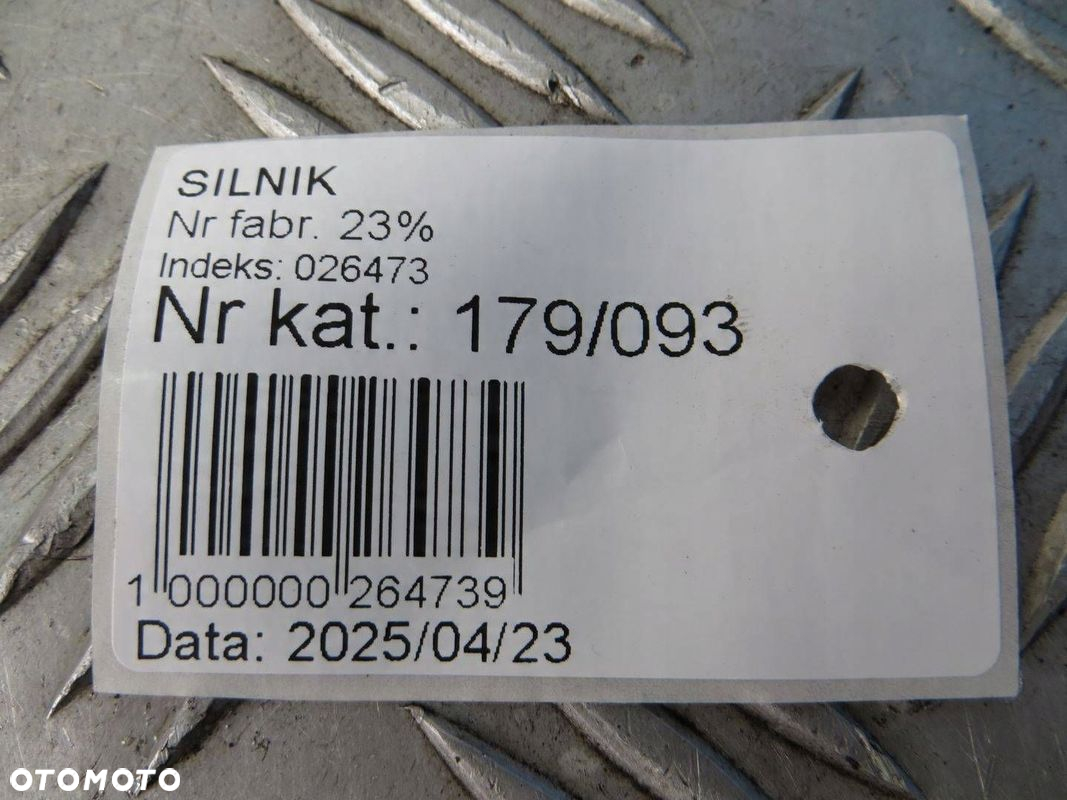 SILNIK
Nr fabr. 23%
Indeks: 026473
Nr kat.: 179/093
1 000000 264739
Data: 2025/04/23
OTOMOTO